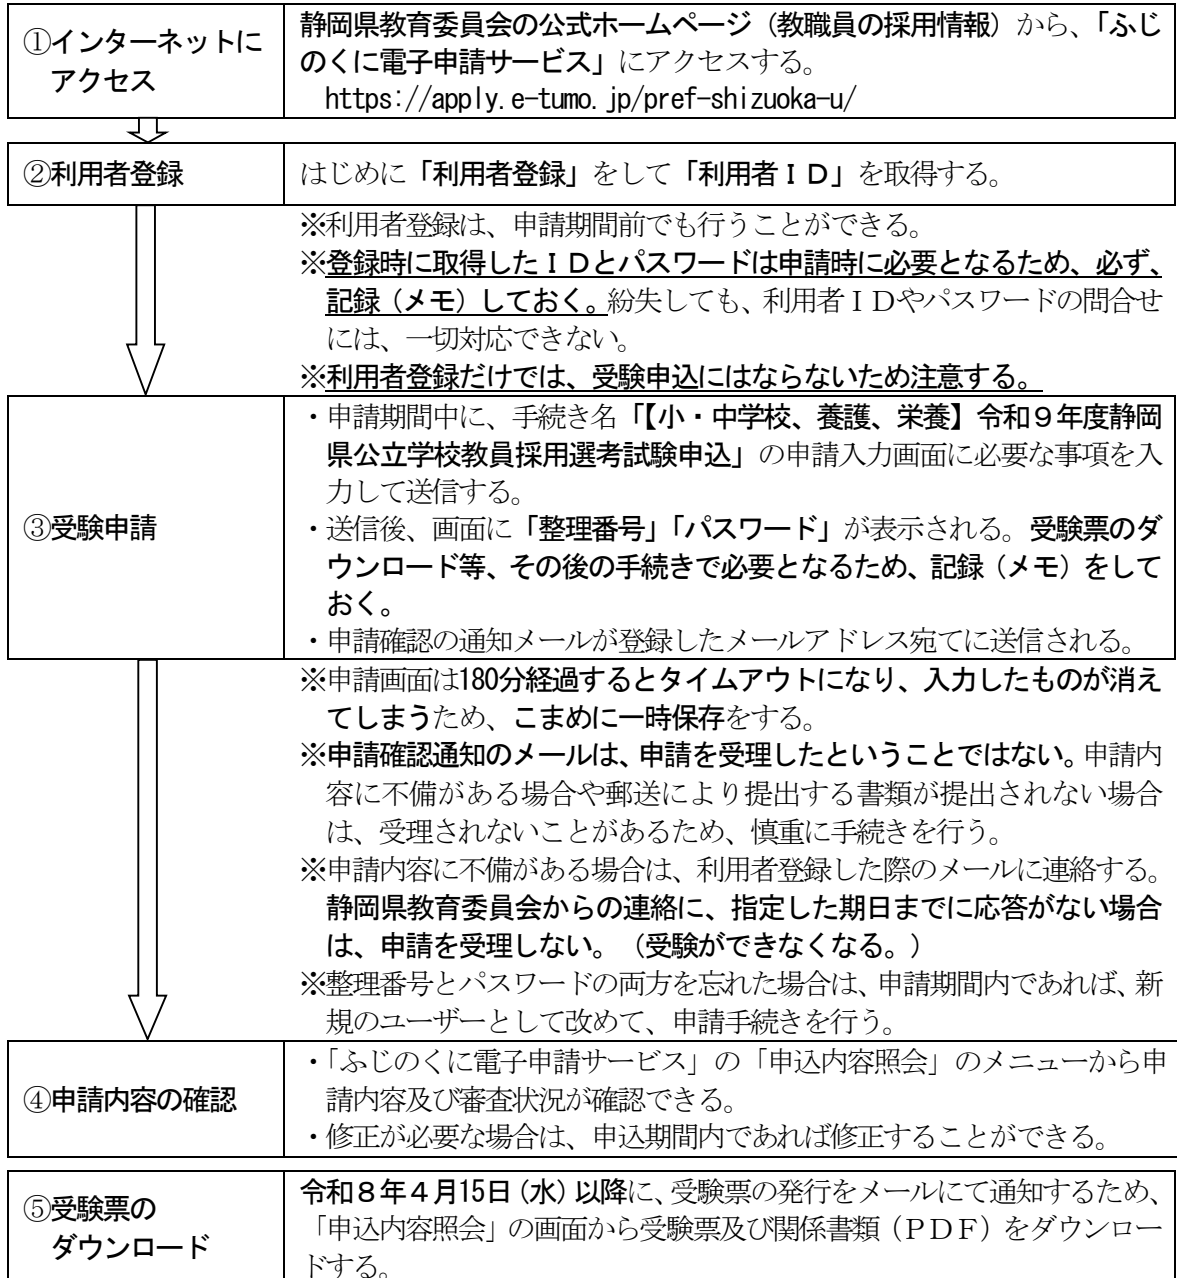 ①インターネットに
アクセス
静岡県教育委員会の公式ホームページ（教職員の採用情報）から、「ふじ
のくに電子申請サービス」にアクセスする。
https://apply.e-tumo.jp/pref-shizuoka-u/
②利用者登録
はじめに「利用者登録」をして「利用者ＩＤ」を取得する。
※利用者登録は、申請期間前でも行うことができる。
※登録時に取得したＩＤとパスワードは申請時に必要となるため、必ず、
記録（メモ）しておく。紛失しても、利用者ＩＤやパスワードの問合せ
には、一切対応できない。
※利用者登録だけでは、受験申込にはならないため注意する。
③受験申請
・申請期間中に、手続き名「【小・中学校、養護、栄養】令和９年度静岡
県公立学校教員採用選考試験申込」の申請入力画面に必要な事項を入
力して送信する。
・送信後、画面に「整理番号」「パスワード」が表示される。受験票のダ
ウンロード等、その後の手続きで必要となるため、記録（メモ）をして
おく。
・申請確認の通知メールが登録したメールアドレス宛てに送信される。
※申請画面は180分経過するとタイムアウトになり、入力したものが消え
てしまうため、こまめに一時保存をする。
※申請確認通知のメールは、申請を受理したということではない。申請内
容に不備がある場合や郵送により提出する書類が提出されない場合
は、受理されないことがあるため、慎重に手続きを行う。
※申請内容に不備がある場合は、利用者登録した際のメールに連絡する。
静岡県教育委員会からの連絡に、指定した期日までに応答がない場合
は、申請を受理しない。（受験ができなくなる。）
※整理番号とパスワードの両方を忘れた場合は、申請期間内であれば、新
規のユーザーとして改めて、申請手続きを行う。
④申請内容の確認
・「ふじのくに電子申請サービス」の「申込内容照会」のメニューから申
請内容及び審査状況が確認できる。
・修正が必要な場合は、申込期間内であれば修正することができる。
⑤受験票の
ダウンロード
令和８年４月15日（水）以降に、受験票の発行をメールにて通知するため、
「申込内容照会」の画面から受験票及び関係書類（ＰＤＦ）をダウンロー
ドする。